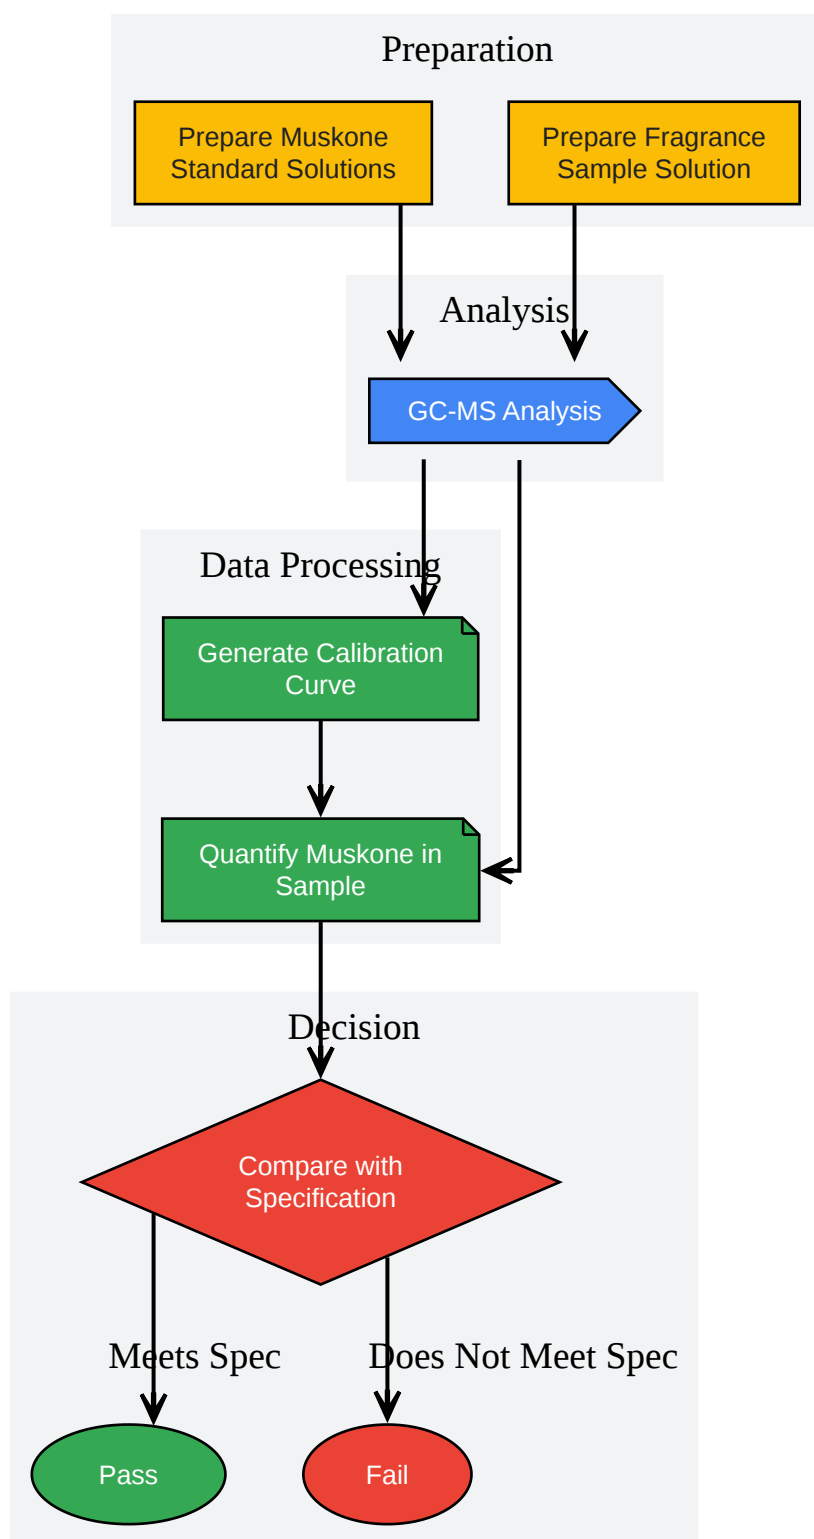 Preparation
Prepare Muskone
Standard Solutions
Prepare Fragrance
Sample Solution
Analysis
GC-MS Analysis
Data Processing
Generate Calibration
Curve
Quantify Muskone in
Sample
Decision
Compare with
Specification
Meets Spec
Does Not Meet Spec
Pass
Fail